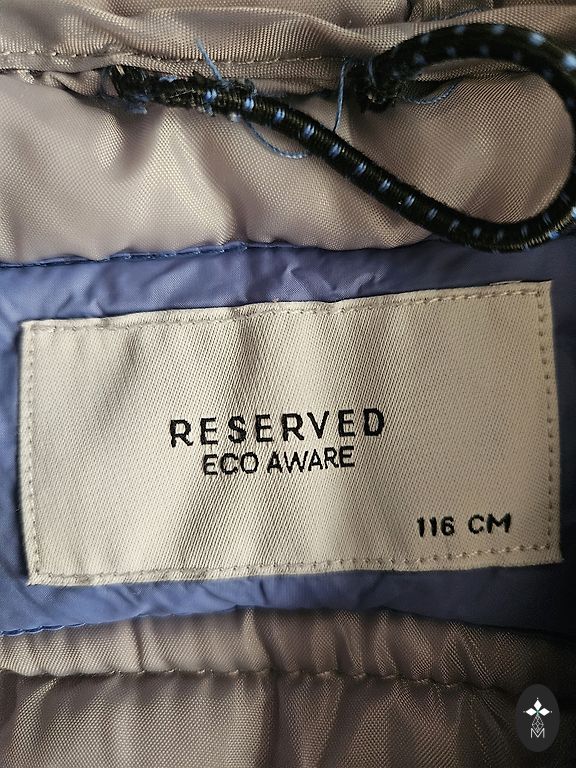 RESERVED
ECO AWARE
116 CM
M